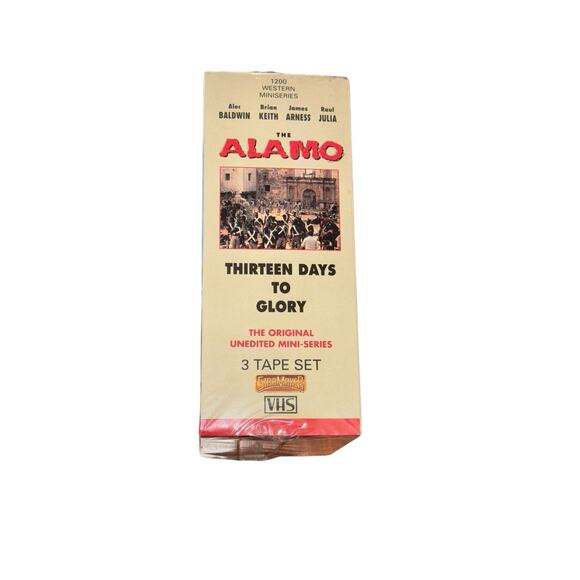 1200
WESTERN
MINISERIES
Alec Brian James Raul
BALDWIN KEITH ARNESS JULIA
THE
ALAMO
THIRTEEN DAYS
TO
GLORY
THE ORIGINAL
UNEDITED MINI-SERIES
3 TAPE SET
STARMAKER
VHS